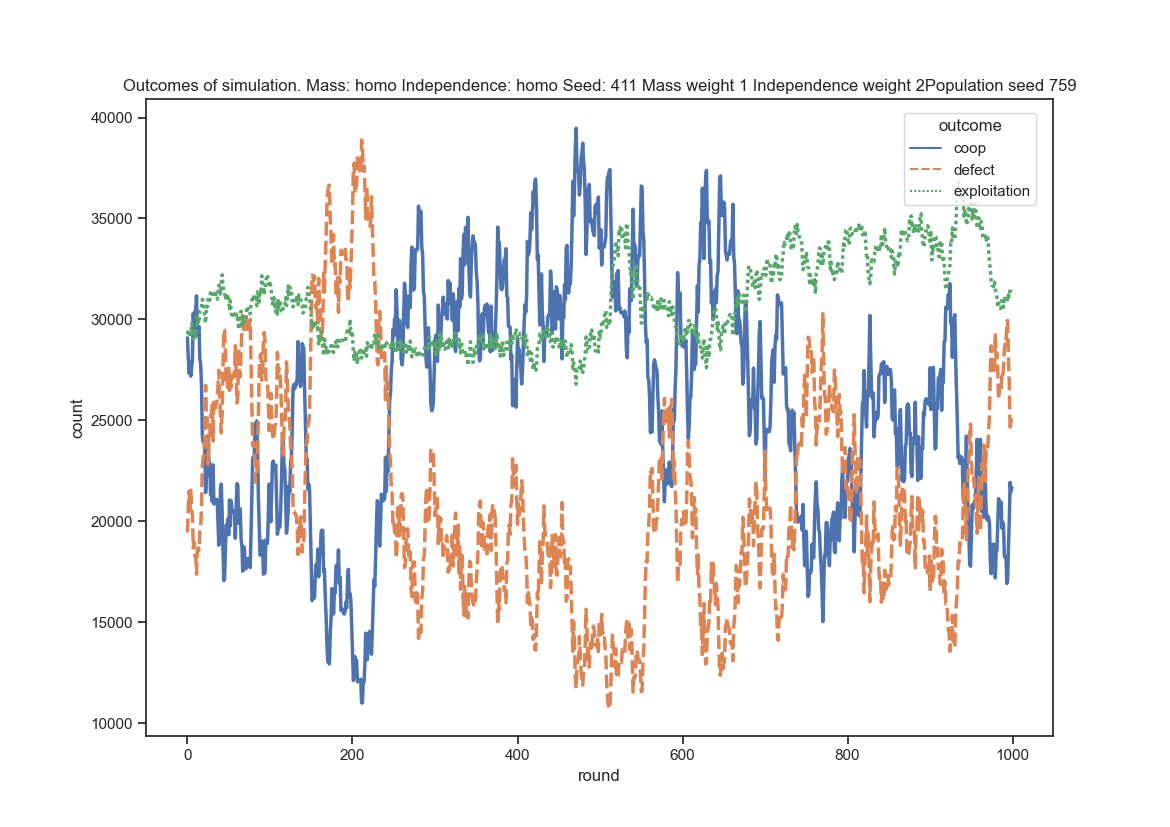 Outcomes of simulation. Mass: homo Independence: homo Seed: 411 Mass weight 1 Independence weight 2Population seed 759
40000
35000
30000
25000
20000
15000
10000
count
0
200
400
600
800
1000
round
outcome
coop
defect
exploitation